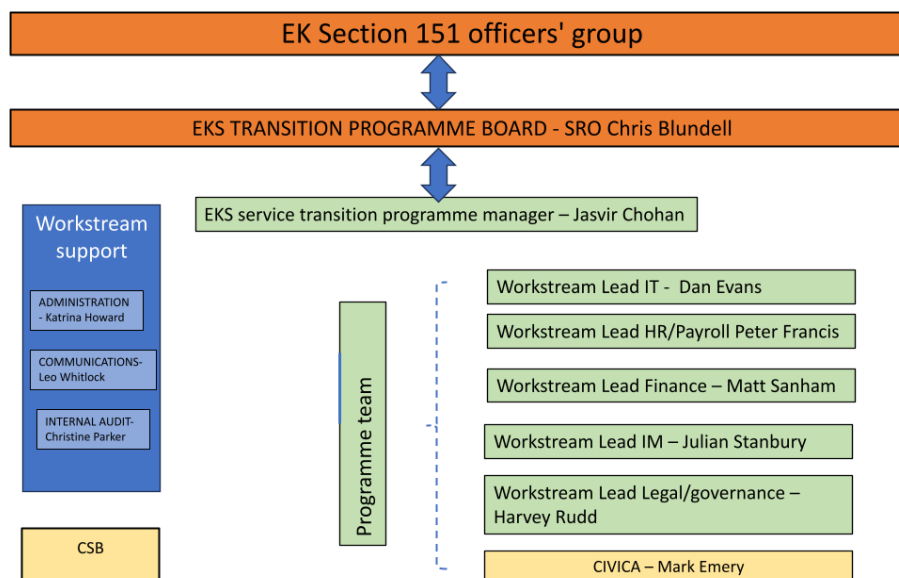 EK Section 151 officers' group
EKS TRANSITION PROGRAMME BOARD - SRO Chris Blundell
EKS service transition programme manager – Jasvir Chohan
Workstream
support
ADMINISTRATION
- Katrina Howard
COMMUNICATIONS-
Leo Whitlock
INTERNAL AUDIT-
Christine Parker
CSB
Programme team
Workstream Lead IT - Dan Evans
Workstream Lead HR/Payroll Peter Francis
Workstream Lead Finance – Matt Sanham
Workstream Lead IM – Julian Stanbury
Workstream Lead Legal/governance –
Harvey Rudd
CIVICA – Mark Emery